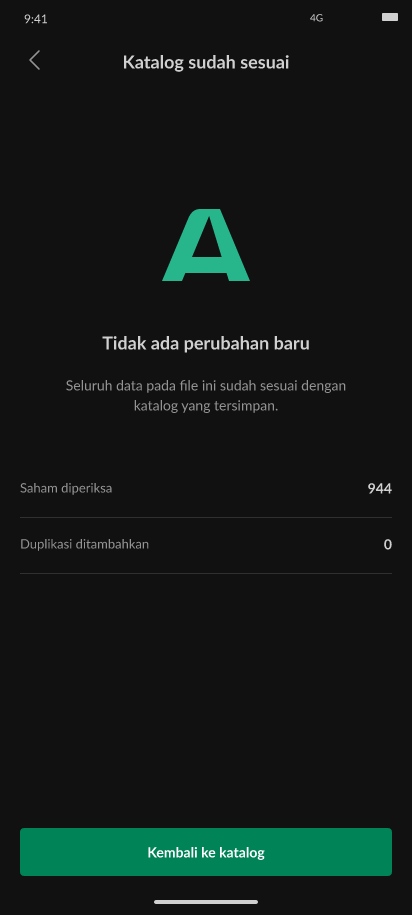 9:41
4G
Katalog sudah sesuai
A
Tidak ada perubahan baru
Seluruh data pada file ini sudah sesuai dengan
katalog yang tersimpan.
Saham diperiksa 944
Duplikasi ditambahkan 0
Kembali ke katalog